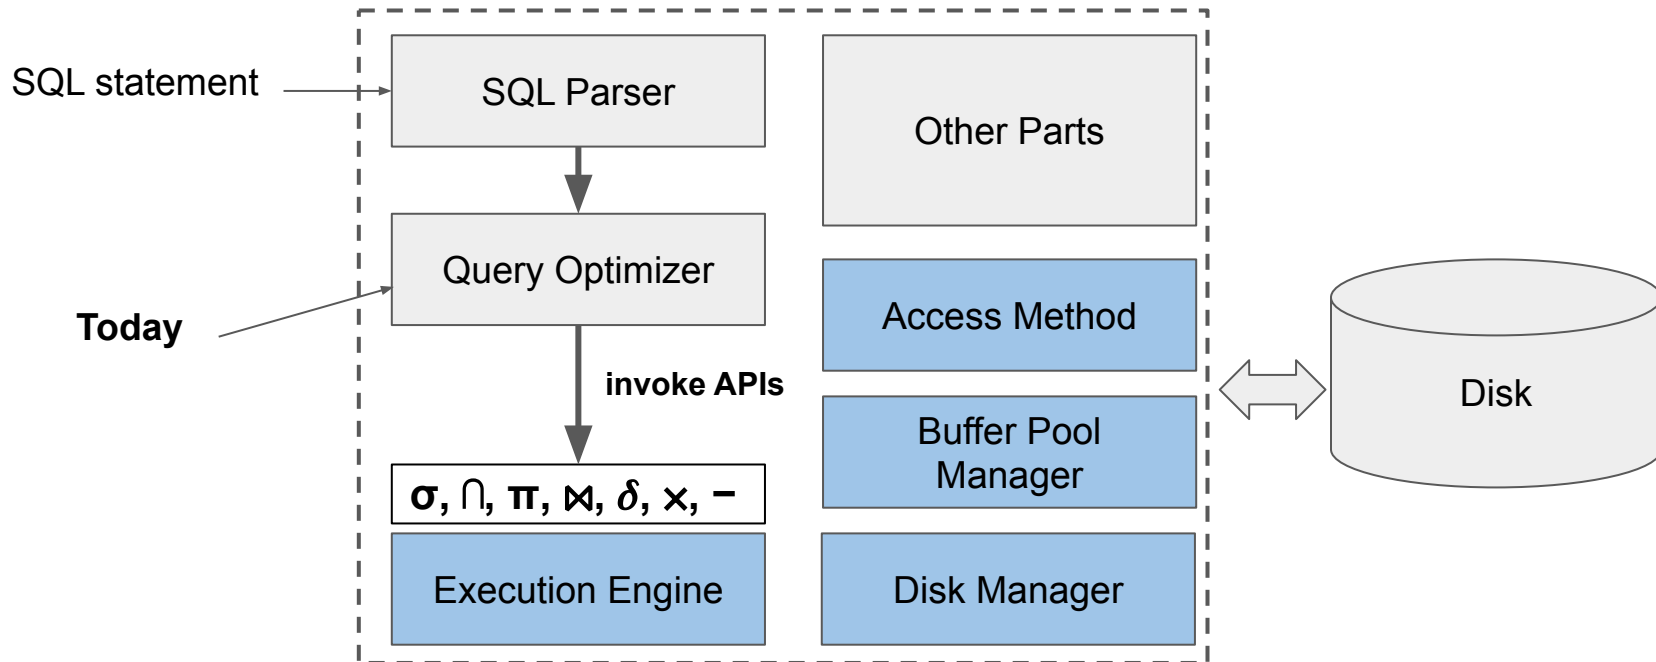 SQL statement
SQL Parser
Other Parts
Query Optimizer
Today
Access Method
invoke APIs
Disk
Buffer Pool
Manager
σ, ∩, π, ⋈, δ, ×, −
Execution Engine
Disk Manager